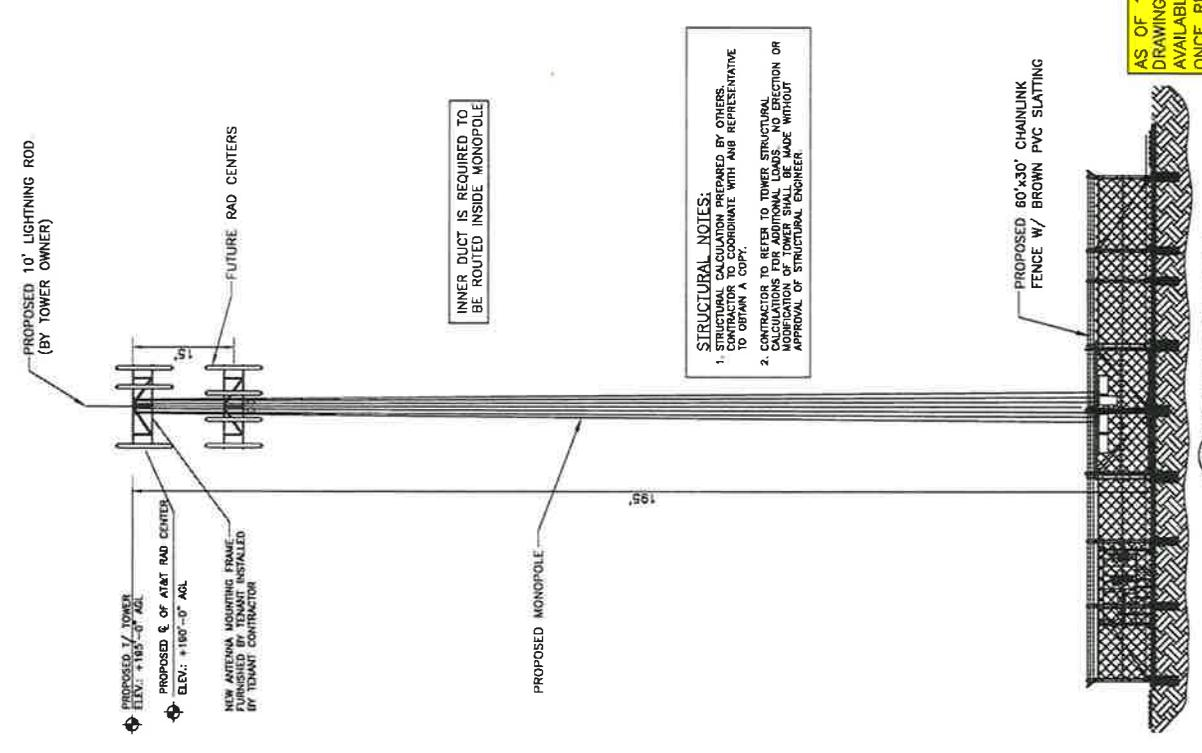 PROPOSED 10' LIGHTNING ROD
(BY TOWER OWNER)
FUTURE RAD CENTERS
15'
PROPOSED T/ TOWER
ELEV.: +195'-0" AGL
PROPOSED ℄ OF AT&T RAD CENTER
ELEV.: +190'-0" AGL
NEW ANTENNA MOUNTING FRAME
FURNISHED BY TENANT INSTALLED
BY TENANT CONTRACTOR
INNER DUCT IS REQUIRED TO
BE ROUTED INSIDE MONOPOLE
195'
PROPOSED MONOPOLE
STRUCTURAL NOTES:
1. STRUCTURAL CALCULATION PREPARED BY OTHERS.
CONTRACTOR TO COORDINATE WITH ANB REPRESENTATIVE
TO OBTAIN A COPY.
2. CONTRACTOR TO REFER TO TOWER STRUCTURAL
CALCULATIONS FOR ADDITIONAL LOADS. NO ERECTION OR
MODIFICATION OF TOWER SHALL BE MADE WITHOUT
APPROVAL OF STRUCTURAL ENGINEER.
PROPOSED 60'x30' CHAINLINK
FENCE W/ BROWN PVC SLATTING
AS OF
DRAWING
AVAILABL
ONCE